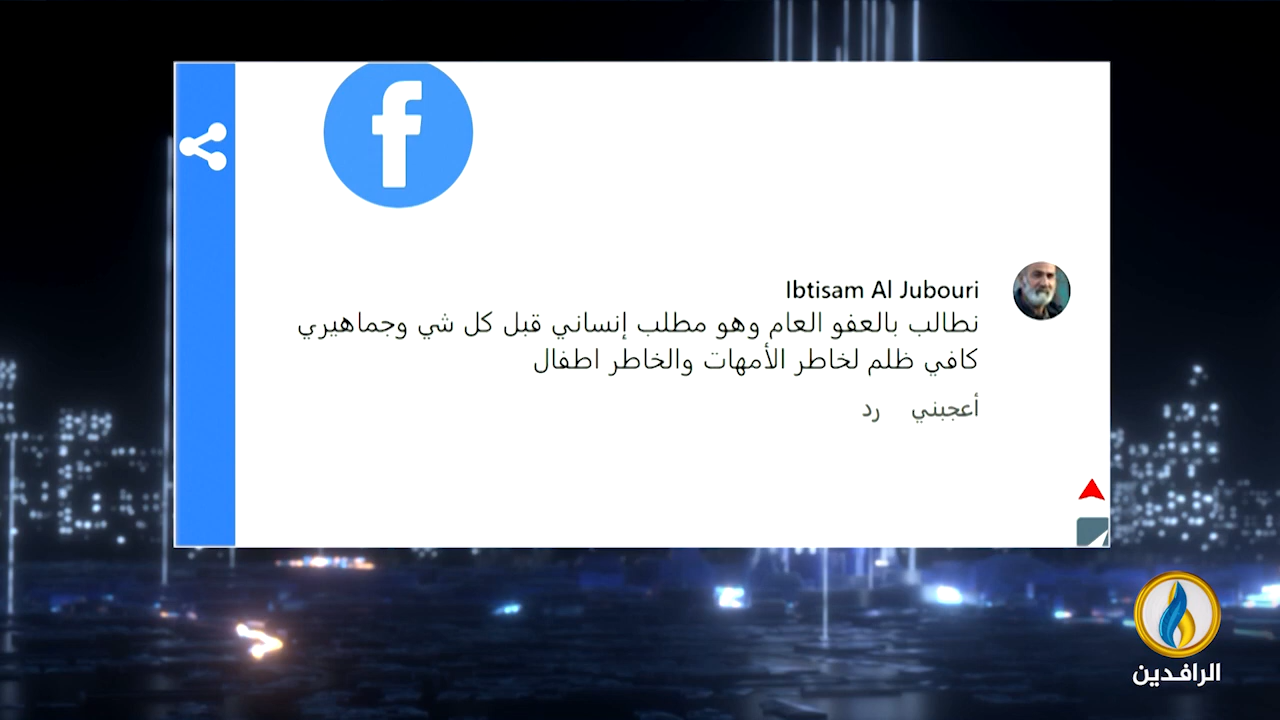 Ibtisam Al Jubouri
نطالب بالعفو العام وهو مطلب إنساني قبل كل شي وجماهيري
كافي ظلم لخاطر الأمهات والخاطر اطفال
أعجبني رد
الرافدين